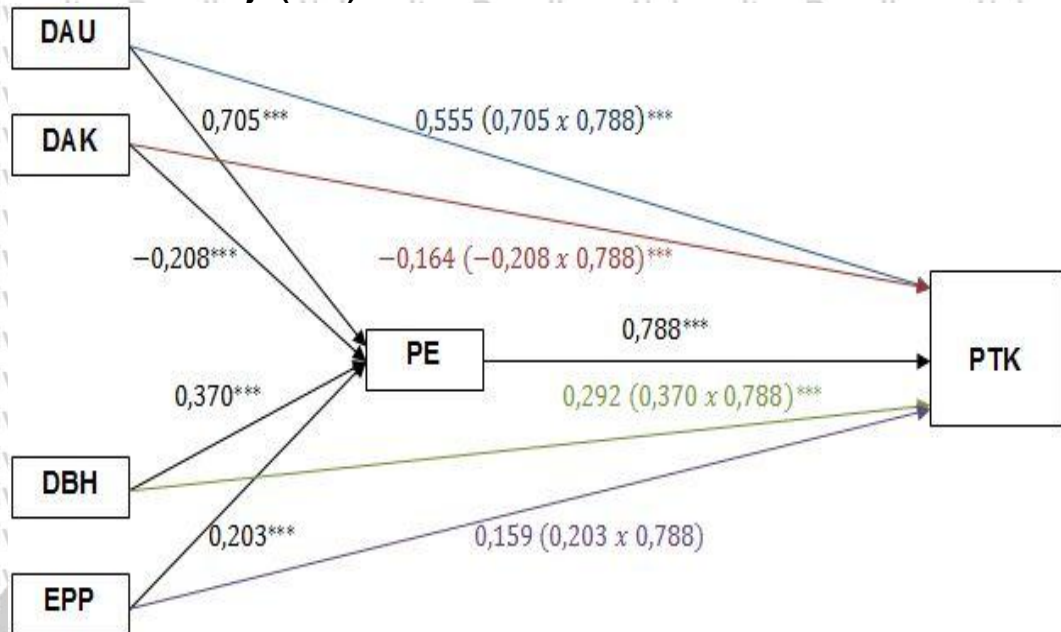 DAU
0,705***
0,555 (0,705 x 0,788)***
DAK
−0,208***
−0,164 (−0,208 x 0,788)***
PE
0,788***
PTK
0,370***
0,292 (0,370 x 0,788)***
DBH
0,203***
0,159 (0,203 x 0,788)
EPP